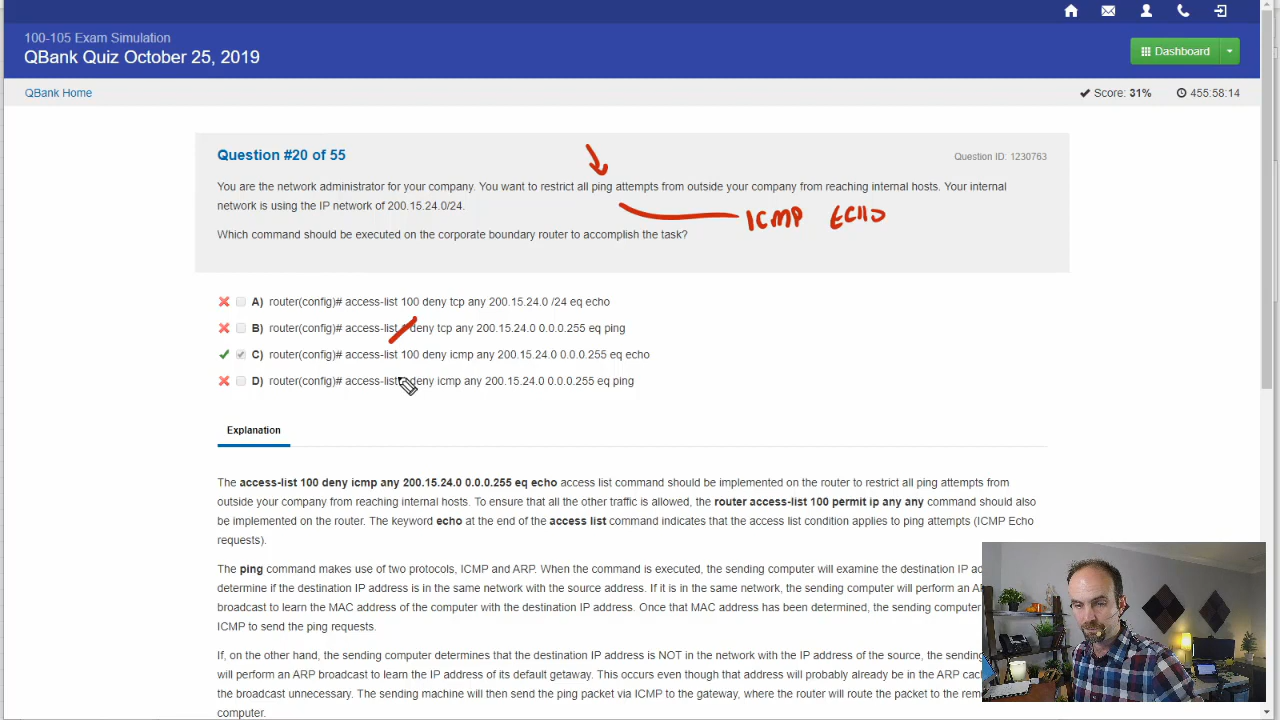 100-105 Exam Simulation
QBank Quiz October 25, 2019
Dashboard
QBank Home
Score: 31% 455:58:14
Question #20 of 55
Question ID: 1230763
You are the network administrator for your company. You want to restrict all ping attempts from outside your company from reaching internal hosts. Your internal
network is using the IP network of 200.15.24.0/24.
ICMP ECHO
Which command should be executed on the corporate boundary router to accomplish the task?
A) router(config)# access-list 100 deny tcp any 200.15.24.0 /24 eq echo
B) router(config)# access-list deny tcp any 200.15.24.0 0.0.0.255 eq ping
C) router(config)# access-list 100 deny icmp any 200.15.24.0 0.0.0.255 eq echo
D) router(config)# access-list deny icmp any 200.15.24.0 0.0.0.255 eq ping
Explanation
The access-list 100 deny icmp any 200.15.24.0 0.0.0.255 eq echo access list command should be implemented on the router to restrict all ping attempts from
outside your company from reaching internal hosts. To ensure that all the other traffic is allowed, the router access-list 100 permit ip any any command should also
be implemented on the router. The keyword echo at the end of the access list command indicates that the access list condition applies to ping attempts (ICMP Echo
requests).
The ping command makes use of two protocols, ICMP and ARP. When the command is executed, the sending computer will examine the destination IP
determine if the destination IP address is in the same network with the source address. If it is in the same network, the sending computer will perform an
broadcast to learn the MAC address of the computer with the destination IP address. Once that MAC address has been determined, the sending computer
ICMP to send the ping requests.
If, on the other hand, the sending computer determines that the destination IP address is NOT in the network with the IP address of the source, the sending
will perform an ARP broadcast to learn the IP address of its default getaway. This occurs even though that address will probably already be in the ARP
the broadcast unnecessary. The sending machine will then send the ping packet via ICMP to the gateway, where the router will route the packet to the
computer.